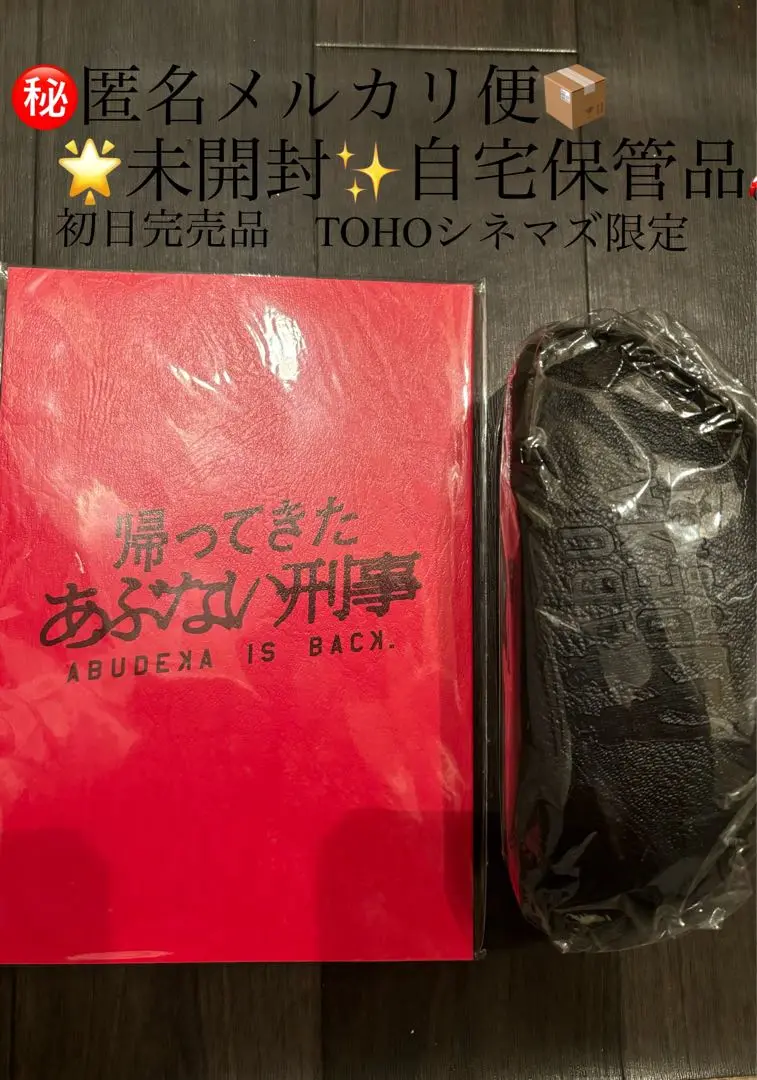 ㊙匿名メルカリ便📦
🌟未開封✨自宅保管品
初日完売品　TOHOシネマズ限定
帰ってきた
あぶない刑事
ABUDEKA IS BACK.